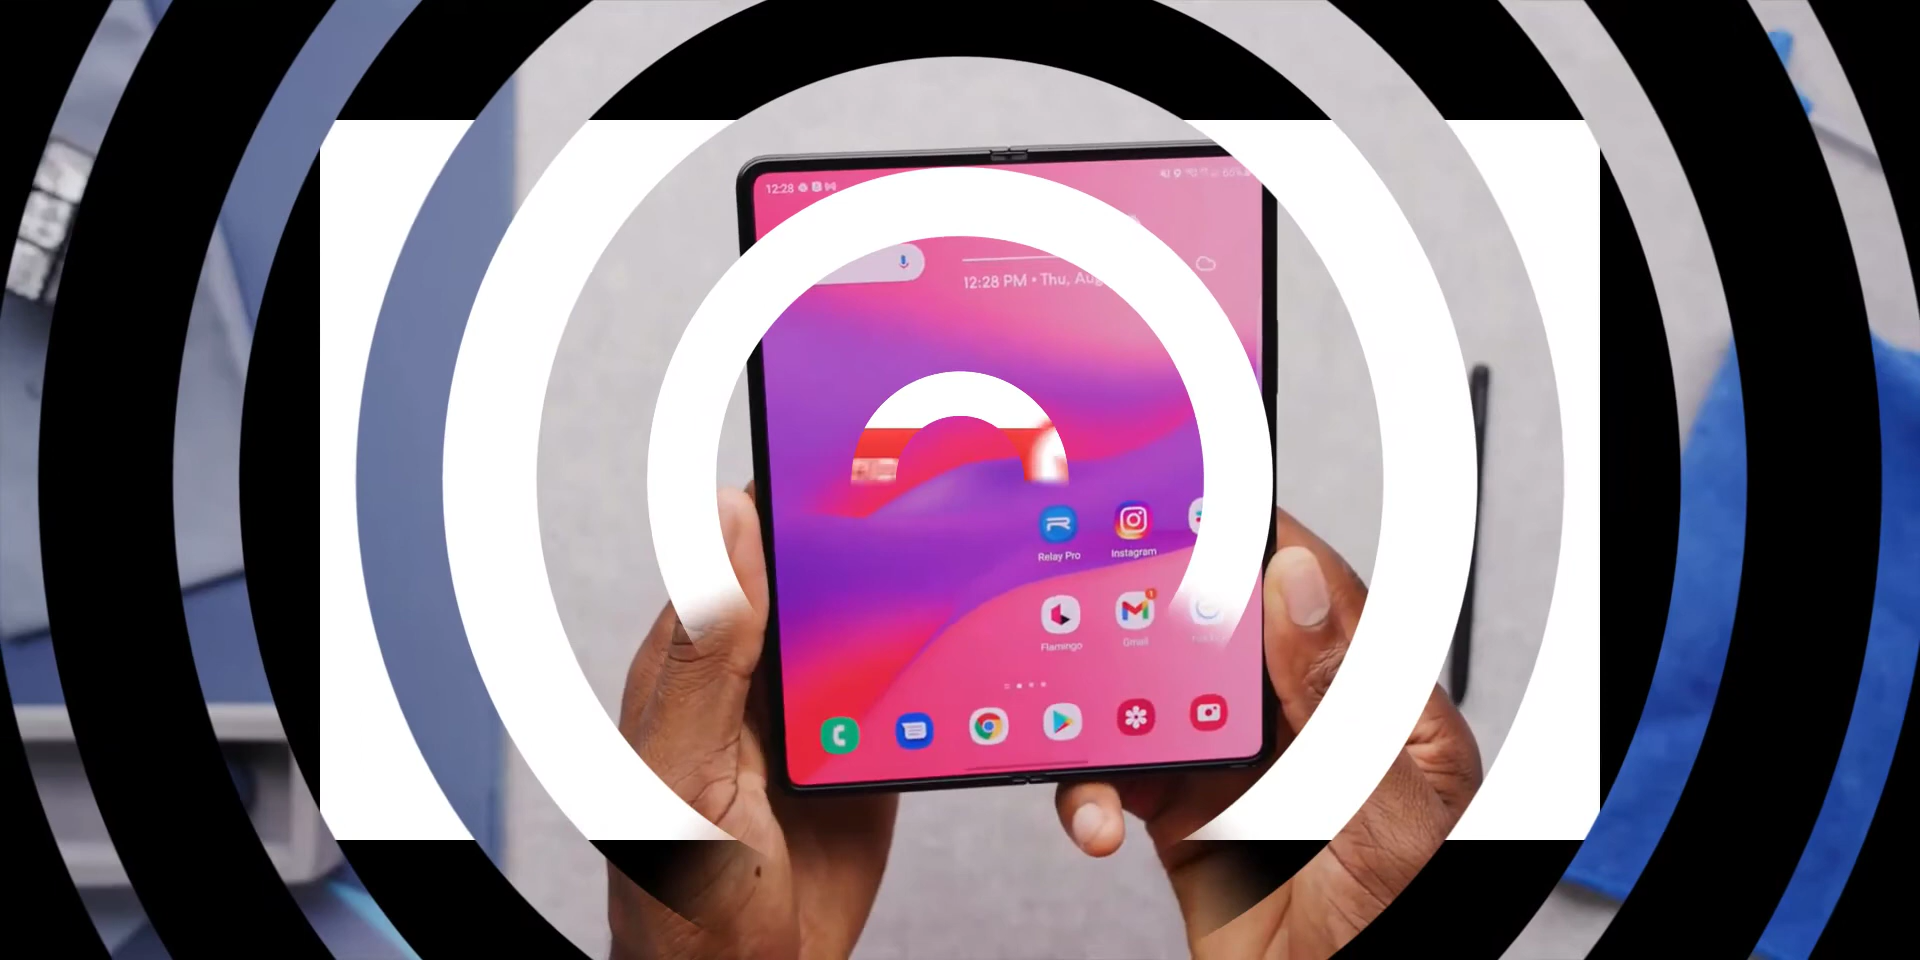 12:28
12:28 PM • Thu, Aug
Relay Pro
Instagram
Flamingo
Gmail